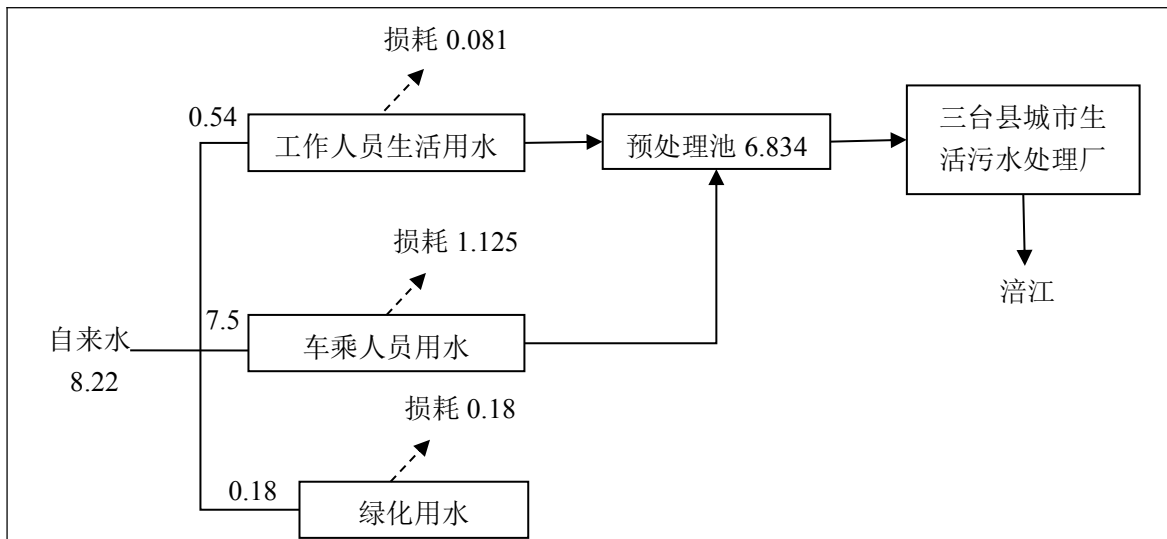 损耗 0.081
0.54
工作人员生活用水
预处理池 6.834
三台县城市生
活污水处理厂
损耗 1.125
涪江
7.5
自来水
8.22
车乘人员用水
损耗 0.18
0.18
绿化用水